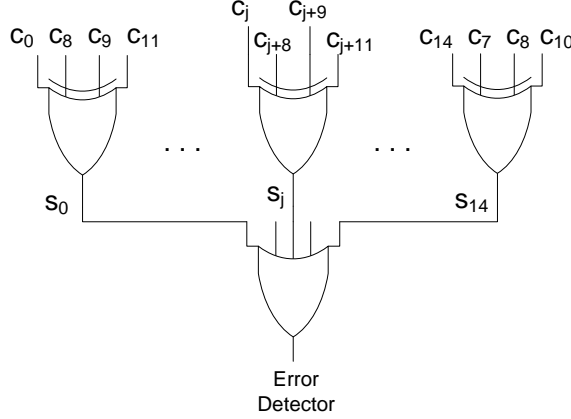 c₀ c₈ c₉ c₁₁
cⱼ cⱼ₊₉
cⱼ₊₈ cⱼ₊₁₁
c₁₄ c₇ c₈ c₁₀
. . . . . .
s₀ sⱼ s₁₄
Error
Detector